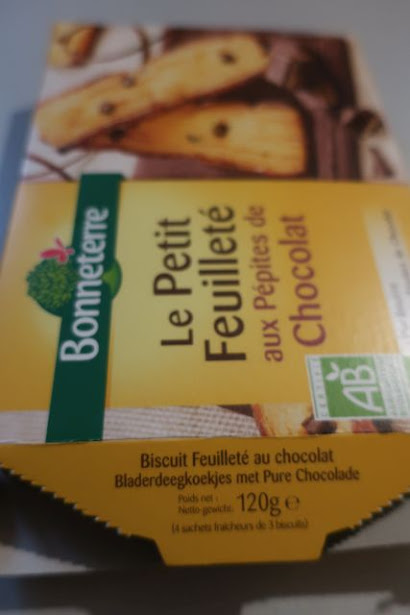 Bonneterre
Le Petit
Feuilleté
aux Pépites de
Chocolat
AB
Biscuit Feuilleté au chocolat
Bladerdeegkoekjes met Pure Chocolade
Poids net :
Netto gewicht: 120g e
(4 sachets fraîcheurs de 3 biscuits)